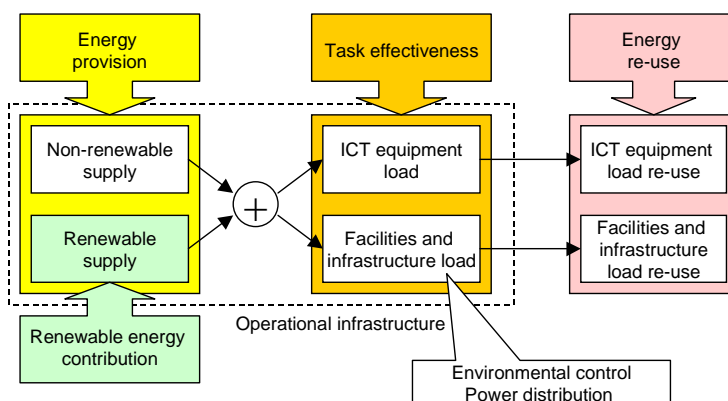 Energy
provision
Task effectiveness
Energy
re-use
Non-renewable
supply
ICT equipment
load
ICT equipment
load re-use
+
Renewable
supply
Facilities and
infrastructure load
Facilities and
infrastructure
load re-use
Operational infrastructure
Renewable energy
contribution
Environmental control
Power distribution